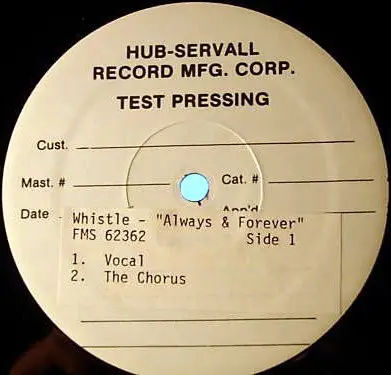 HUB-SERVALL
RECORD MFG. CORP.
TEST PRESSING
Cust.
Mast. # Cat. #
Date App'd
Whistle - "Always & Forever"
FMS 62362 Side 1
1. Vocal
2. The Chorus